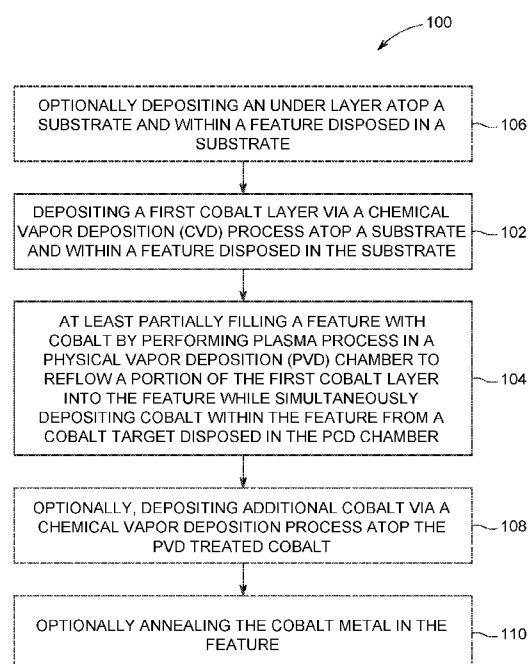 100
OPTIONALLY DEPOSITING AN UNDER LAYER ATOP A
SUBSTRATE AND WITHIN A FEATURE DISPOSED IN A
SUBSTRATE
106
DEPOSITING A FIRST COBALT LAYER VIA A CHEMICAL
VAPOR DEPOSITION (CVD) PROCESS ATOP A SUBSTRATE
AND WITHIN A FEATURE DISPOSED IN THE SUBSTRATE
102
AT LEAST PARTIALLY FILLING A FEATURE WITH
COBALT BY PERFORMING PLASMA PROCESS IN A
PHYSICAL VAPOR DEPOSITION (PVD) CHAMBER TO
REFLOW A PORTION OF THE FIRST COBALT LAYER
INTO THE FEATURE WHILE SIMULTANEOUSLY
DEPOSITING COBALT WITHIN THE FEATURE FROM A
COBALT TARGET DISPOSED IN THE PCD CHAMBER
104
OPTIONALLY, DEPOSITING ADDITIONAL COBALT VIA A
CHEMICAL VAPOR DEPOSITION PROCESS ATOP THE
PVD TREATED COBALT
108
OPTIONALLY ANNEALING THE COBALT METAL IN THE
FEATURE
110